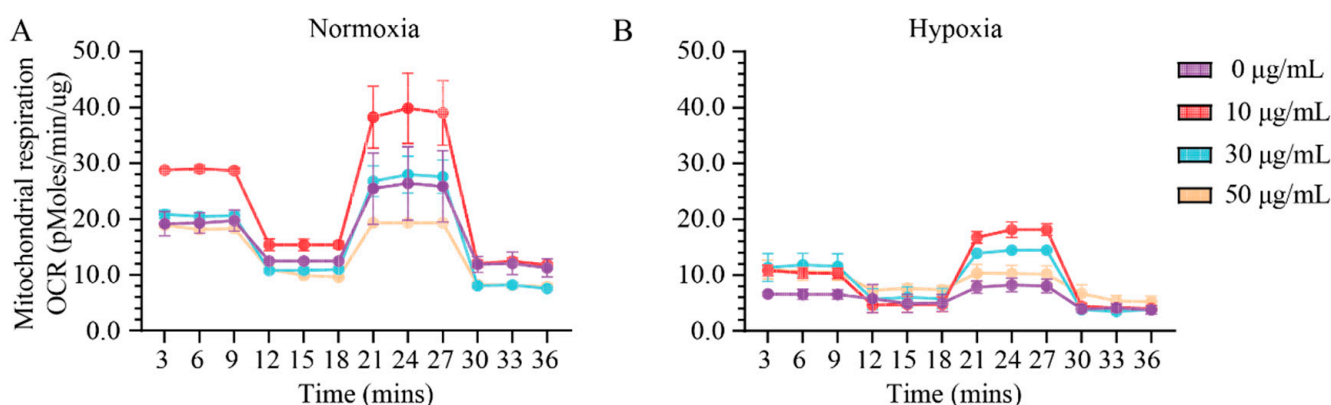 A
Normoxia
Mitochondrial respiration
OCR (pMoles/min/ug)
50.0
40.0
30.0
20.0
10.0
0.0
3 6 9 12 15 18 21 24 27 30 33 36
Time (mins)
B
Hypoxia
50.0
40.0
30.0
20.0
10.0
0.0
3 6 9 12 15 18 21 24 27 30 33 36
Time (mins)
0 μg/mL
10 μg/mL
30 μg/mL
50 μg/mL